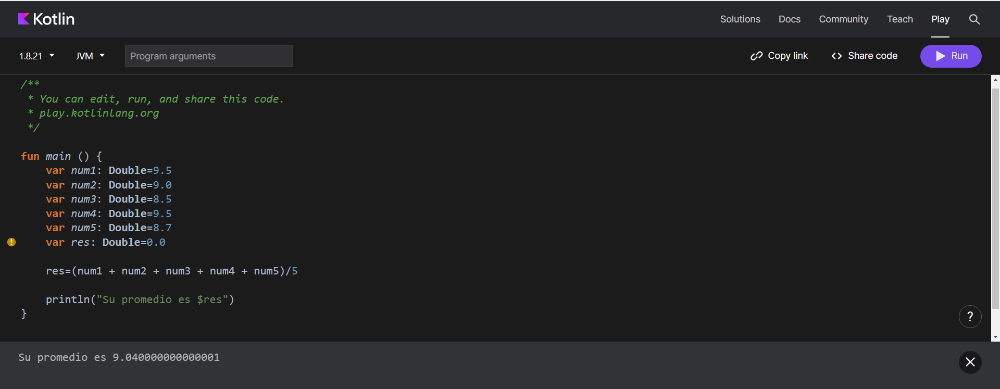 Kotlin
Solutions Docs Community Teach Play
1.8.21 JVM Program arguments Copy link <> Share code Run
/**
 * You can edit, run, and share this code.
 * play.kotlinlang.org
 */
fun main () {
    var num1: Double=9.5
    var num2: Double=9.0
    var num3: Double=8.5
    var num4: Double=9.5
    var num5: Double=8.7
    var res: Double=0.0
    res=(num1 + num2 + num3 + num4 + num5)/5
    println("Su promedio es $res")
}
?
Su promedio es 9.040000000000001